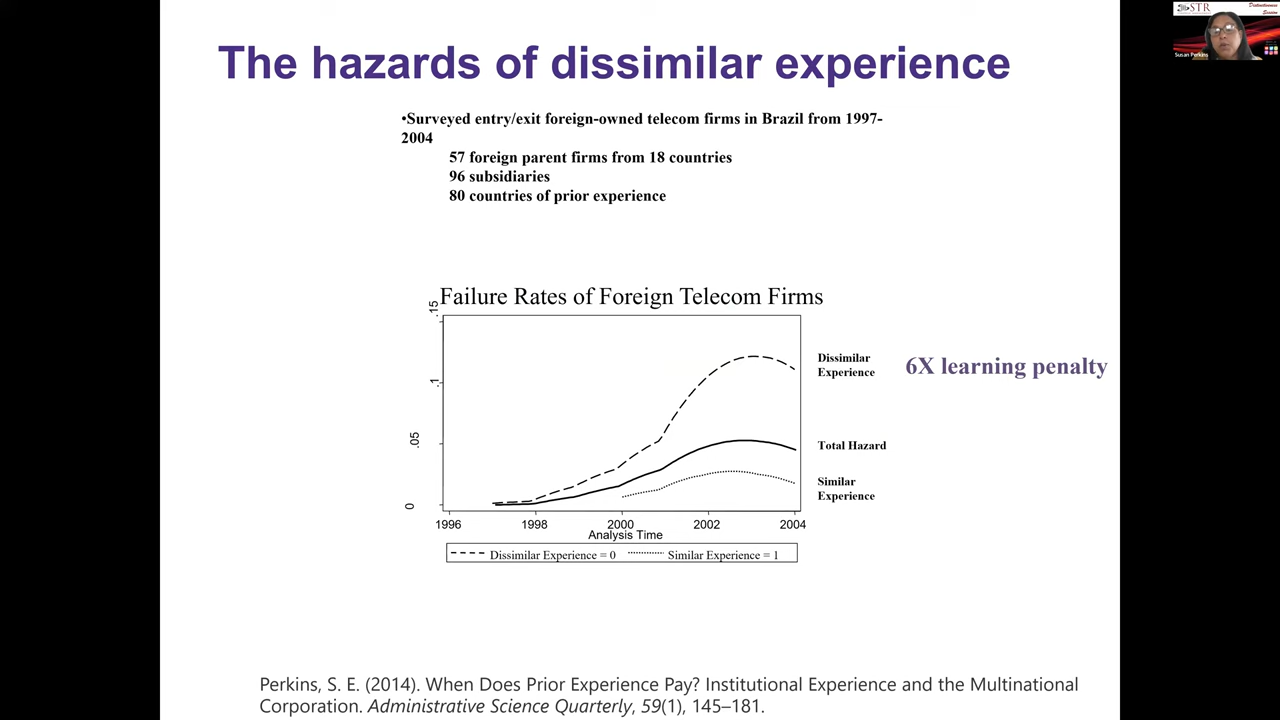 The hazards of dissimilar experience
•Surveyed entry/exit foreign-owned telecom firms in Brazil from 1997-
2004
57 foreign parent firms from 18 countries
96 subsidiaries
80 countries of prior experience
Failure Rates of Foreign Telecom Firms
.15
.1
.05
0
Dissimilar
Experience
6X learning penalty
Total Hazard
Similar
Experience
1996 1998 2000 2002 2004
Analysis Time
Dissimilar Experience = 0 Similar Experience = 1
Perkins, S. E. (2014). When Does Prior Experience Pay? Institutional Experience and the Multinational
Corporation. Administrative Science Quarterly, 59(1), 145–181.
STR
Susan Perkins